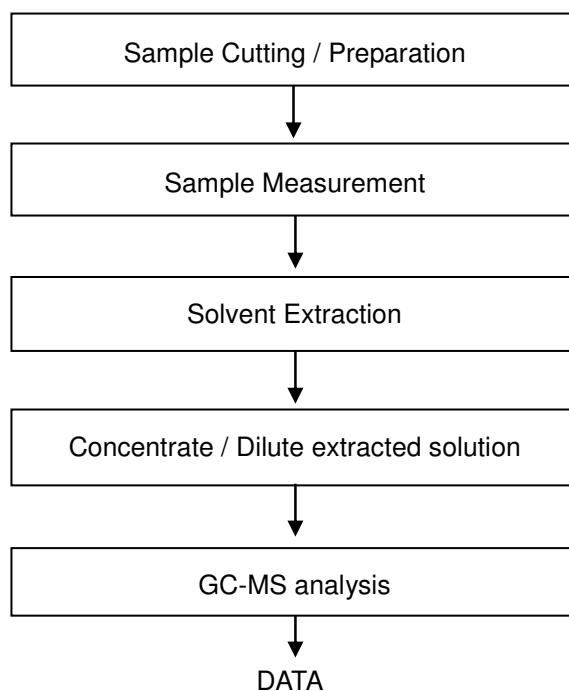 Sample Cutting / Preparation
Sample Measurement
Solvent Extraction
Concentrate / Dilute extracted solution
GC-MS analysis
DATA